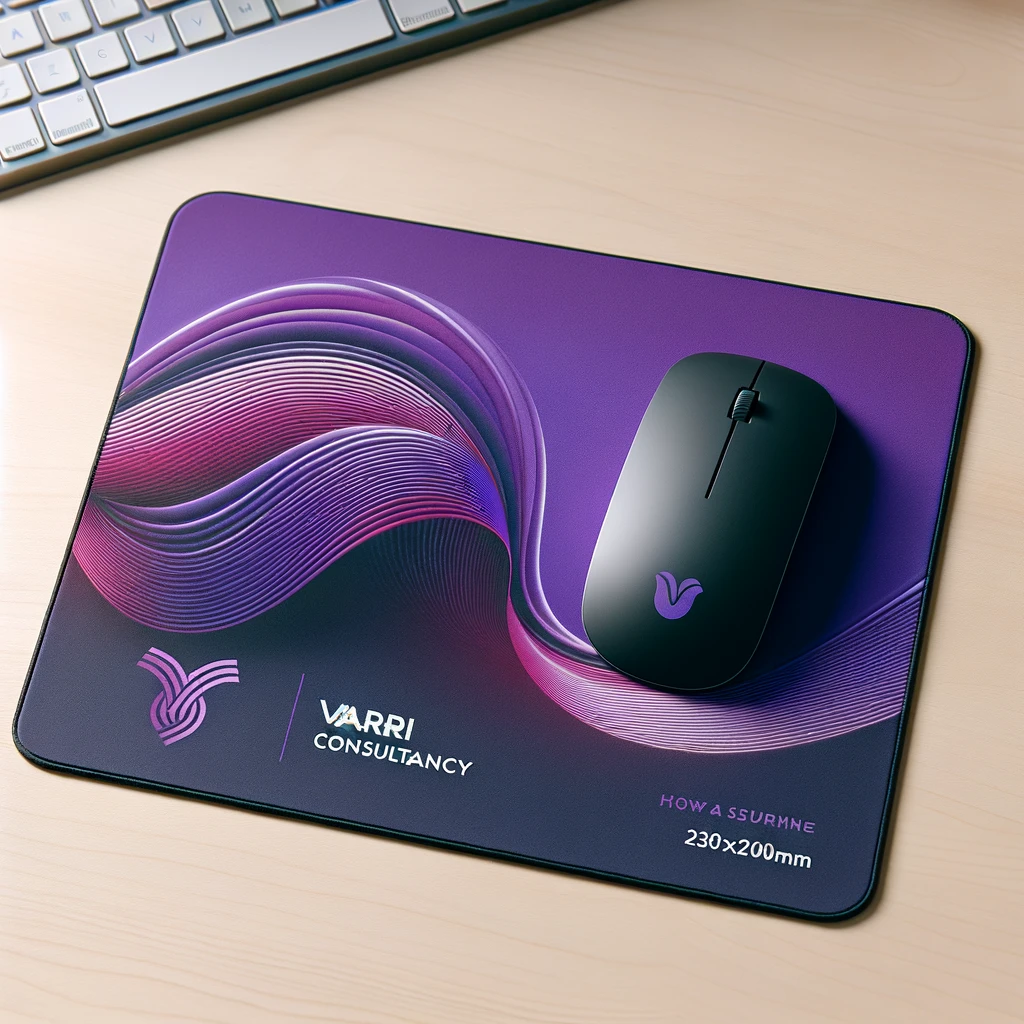 A W V V
VARRI
CONSULTANCY
HOW A SSURMNE
230x200mm